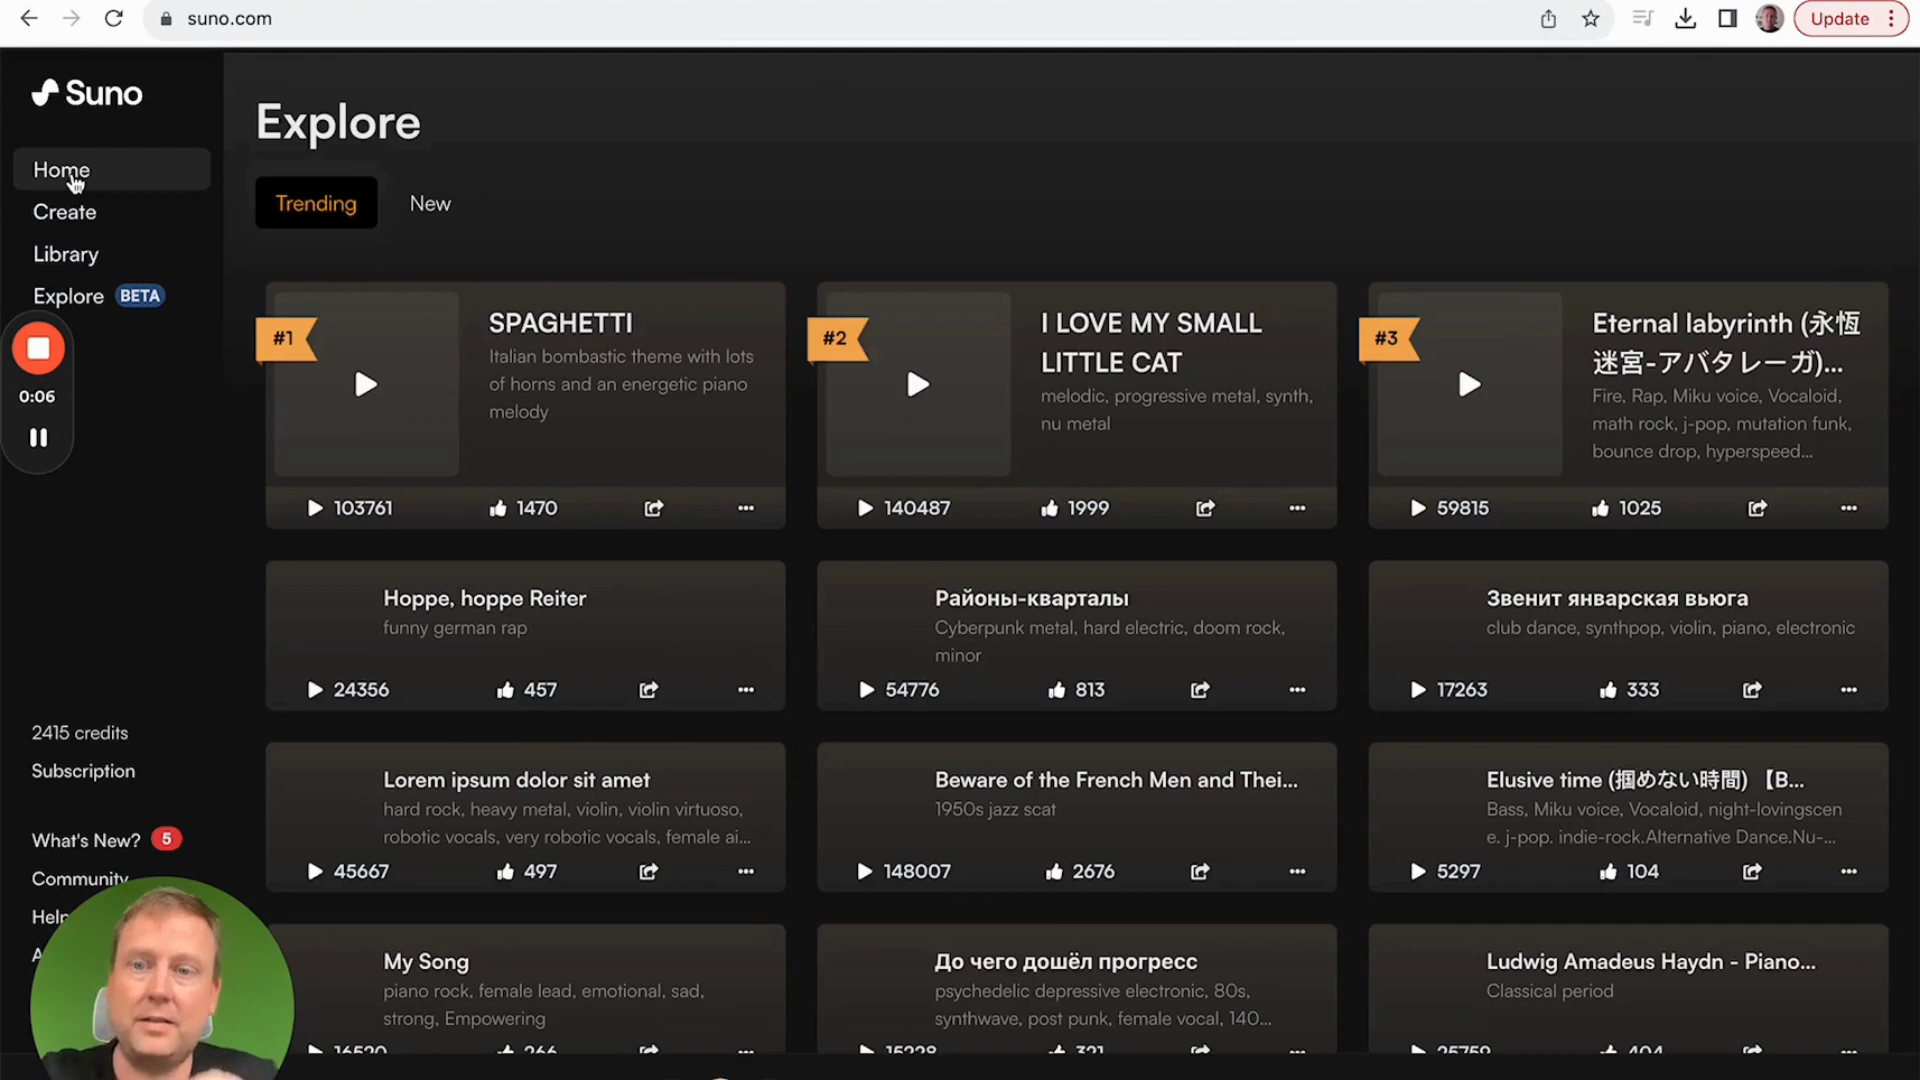 suno.com
Update
Suno
Home
Create
Library
Explore BETA
0:06
2415 credits
Subscription
What's New? 5
Community
Explore
Trending New
#1
SPAGHETTI
Italian bombastic theme with lots
of horns and an energetic piano
melody
103761 1470
#2
I LOVE MY SMALL
LITTLE CAT
melodic, progressive metal, synth,
nu metal
140487 1999
#3
Eternal labyrinth (永恆
迷宮-アバタレーガ)...
Fire, Rap, Miku voice, Vocaloid,
math rock, j-pop, mutation funk,
bounce drop, hyperspeed...
59815 1025
Hoppe, hoppe Reiter
funny german rap
24356 457
Районы-кварталы
Cyberpunk metal, hard electric, doom rock,
minor
54776 813
Звенит январская вьюга
club dance, synthpop, violin, piano, electronic
17263 333
Lorem ipsum dolor sit amet
hard rock, heavy metal, violin, violin virtuoso,
robotic vocals, very robotic vocals, female ai...
45667 497
Beware of the French Men and Thei...
1950s jazz scat
148007 2676
Elusive time (掴めない時間) 【B...
Bass, Miku voice, Vocaloid, night-lovingscen
e. j-pop. indie-rock.Alternative Dance.Nu-...
5297 104
My Song
piano rock, female lead, emotional, sad,
strong, Empowering
16520 266
До чего дошёл прогресс
psychedelic depressive electronic, 80s,
synthwave, post punk, female vocal, 140...
15228 321
Ludwig Amadeus Haydn - Piano...
Classical period
25759 404